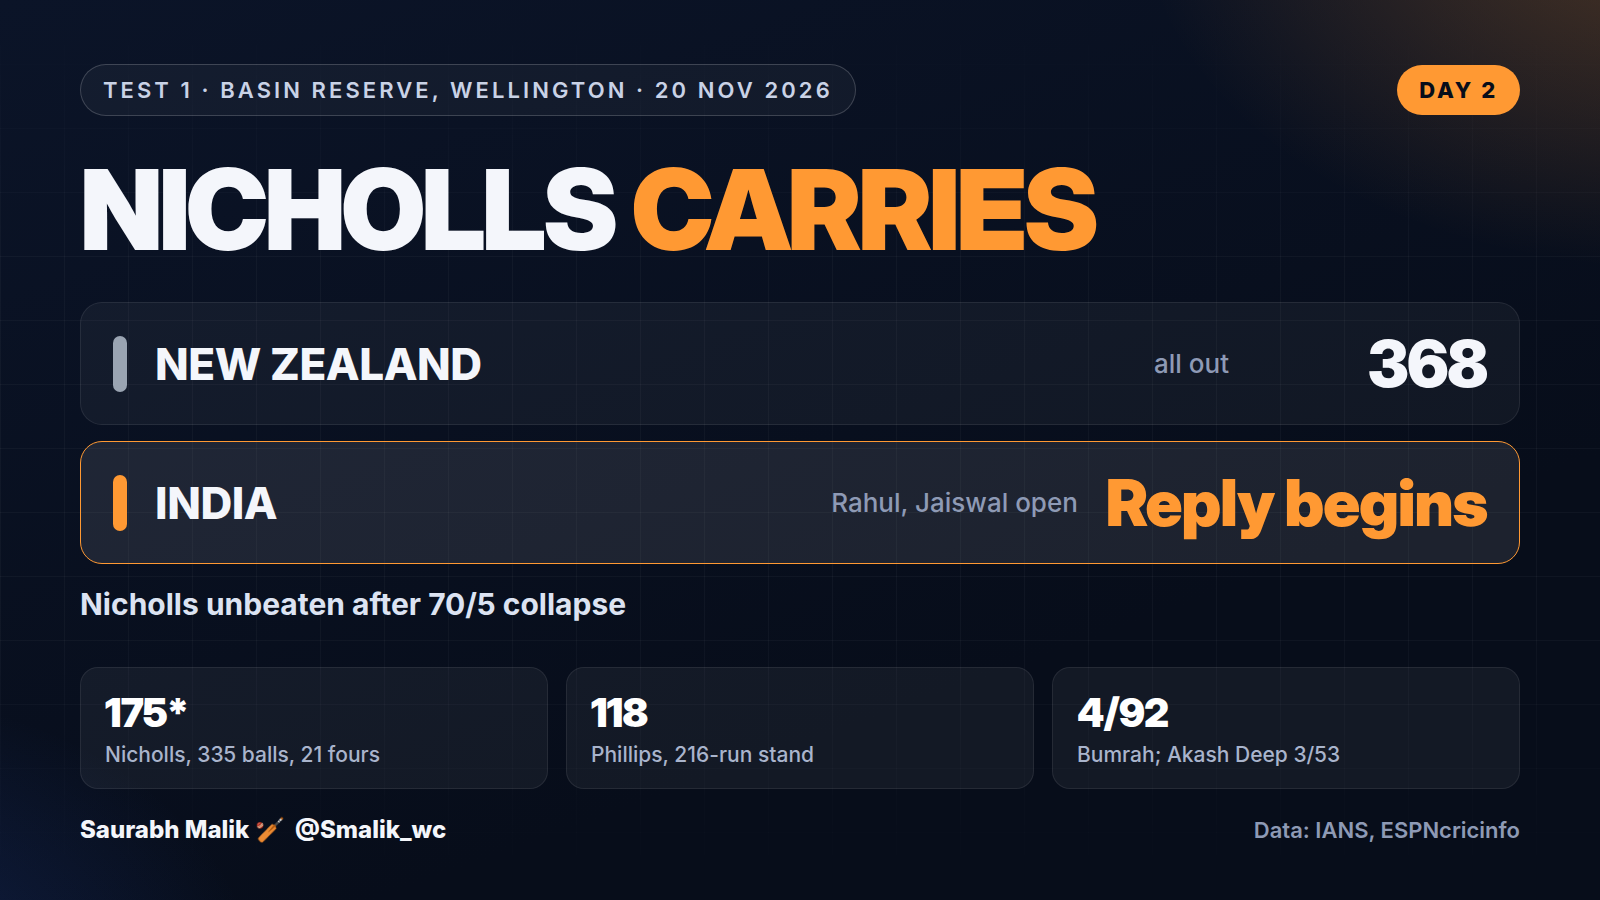 TEST 1 · BASIN RESERVE, WELLINGTON · 20 NOV 2026
DAY 2
NICHOLLS CARRIES
NEW ZEALAND all out 368
INDIA Rahul, Jaiswal open Reply begins
Nicholls unbeaten after 70/5 collapse
175*
Nicholls, 335 balls, 21 fours
118
Phillips, 216-run stand
4/92
Bumrah; Akash Deep 3/53
Saurabh Malik 🏏 @Smalik_wc
Data: IANS, ESPNcricinfo